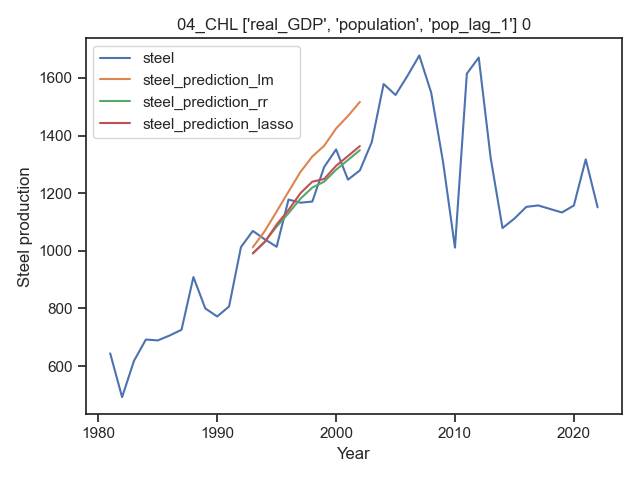 04_CHL ['real_GDP', 'population', 'pop_lag_1'] 0
steel
steel_prediction_lm
steel_prediction_rr
steel_prediction_lasso
Steel production
1600
1400
1200
1000
800
600
1980 1990 2000 2010 2020
Year